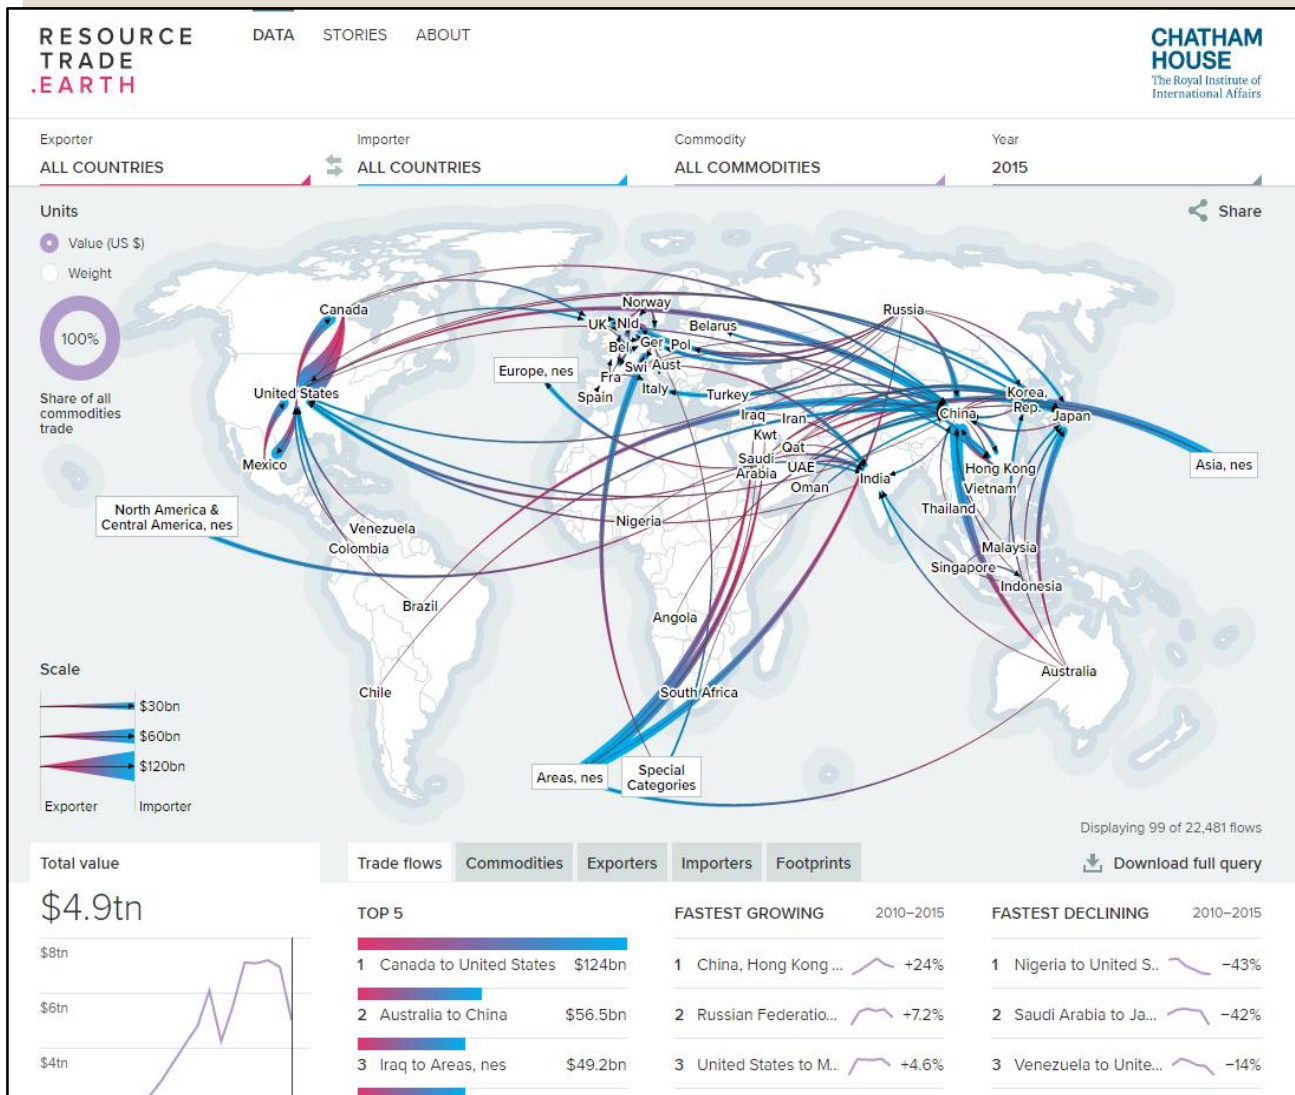 RESOURCE
TRADE
.EARTH
DATA STORIES ABOUT
CHATHAM
HOUSE
The Royal Institute of
International Affairs
Exporter
ALL COUNTRIES
Importer
ALL COUNTRIES
Commodity
ALL COMMODITIES
Year
2015
Units
Value (US $)
Weight
100%
Share of all
commodities
trade
Share
Canada
United States
Mexico
North America &
Central America, nes
Venezuela
Colombia
Brazil
Chile
Norway
UK
Nld
Belarus
Bel
Ger
Pol
Swi
Aust
Fra
Spain
Italy
Europe, nes
Turkey
Russia
Iraq
Iran
Kwt
Qat
Saudi
Arabia
UAE
Oman
India
Nigeria
Angola
South Africa
China
Korea,
Rep.
Japan
Hong Kong
Vietnam
Thailand
Malaysia
Singapore
Indonesia
Australia
Asia, nes
Areas, nes
Special
Categories
Scale
$30bn
$60bn
$120bn
Exporter Importer
Displaying 99 of 22,481 flows
Total value
$4.9tn
$8tn
$6tn
$4tn
Trade flows Commodities Exporters Importers Footprints
Download full query
TOP 5
1 Canada to United States $124bn
2 Australia to China $56.5bn
3 Iraq to Areas, nes $49.2bn
FASTEST GROWING 2010–2015
1 China, Hong Kong ... +24%
2 Russian Federatio... +7.2%
3 United States to M... +4.6%
FASTEST DECLINING 2010–2015
1 Nigeria to United S.. −43%
2 Saudi Arabia to Ja... −42%
3 Venezuela to Unite... −14%